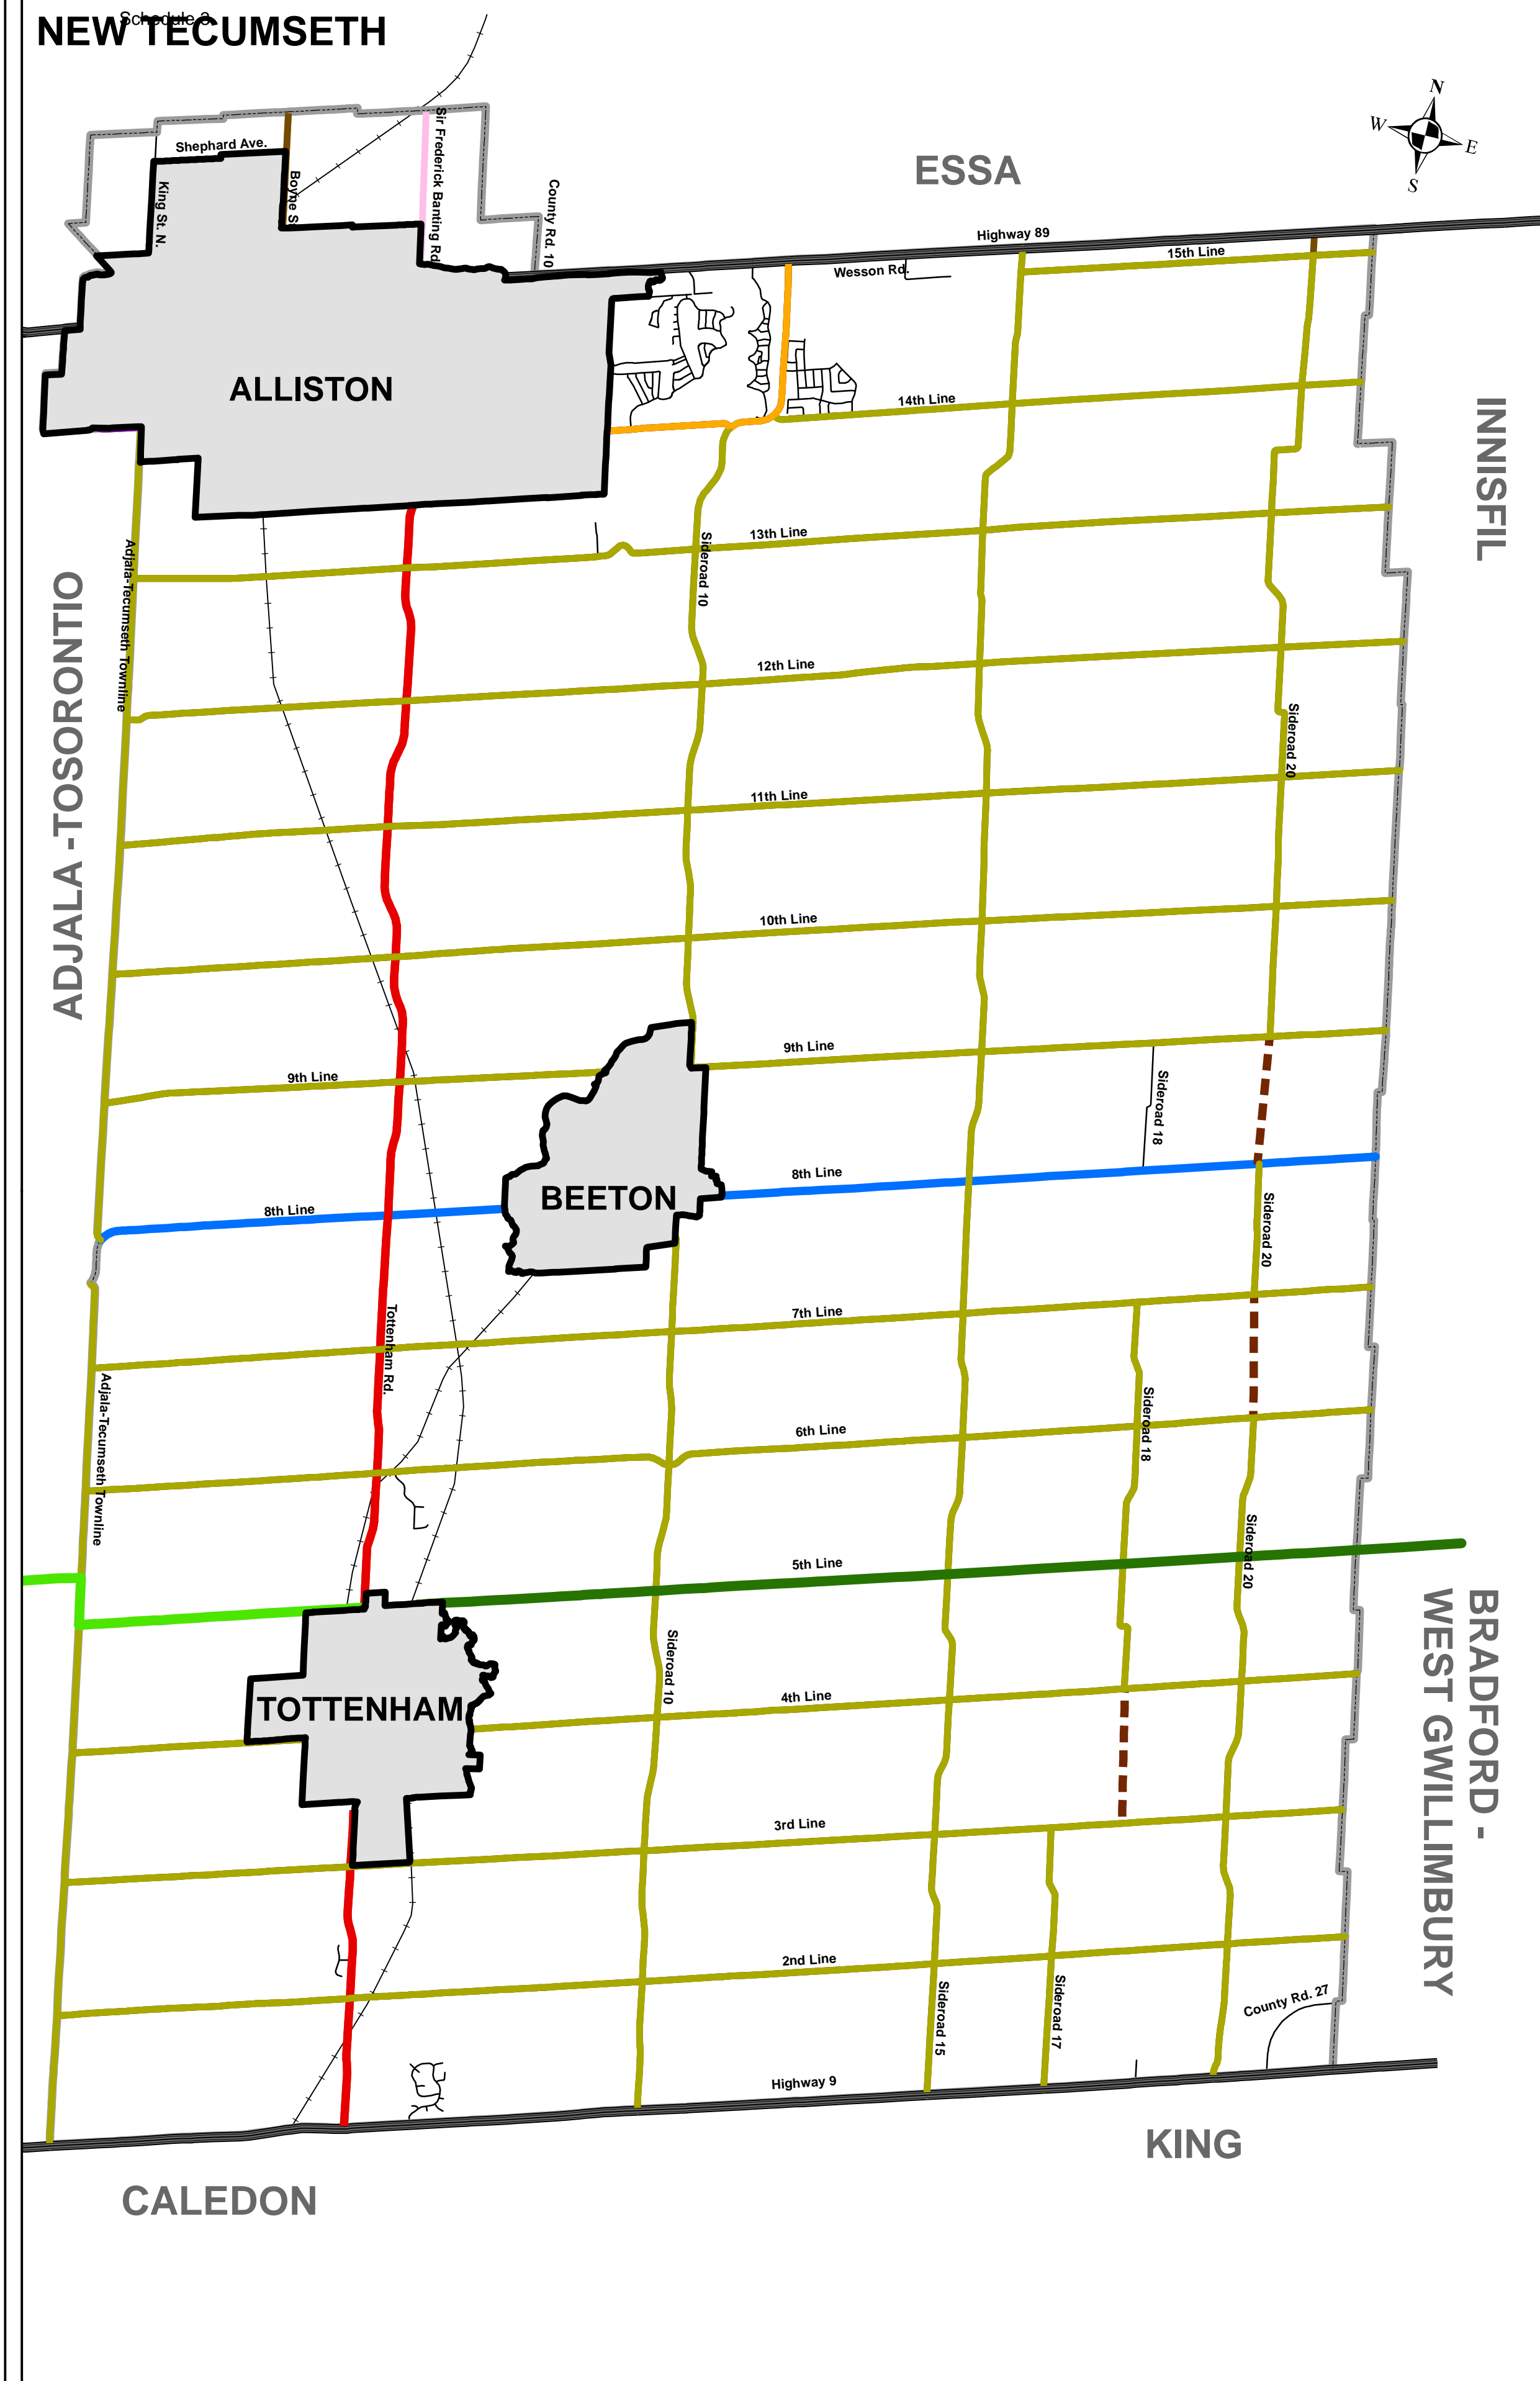 Schedule 3
NEW TECUMSETH
N
W
E
S
ESSA
Shephard Ave.
King St. N.
Boyne S
Sir Frederick Banting Rd
County Rd. 10
Highway 89
Wesson Rd.
15th Line
ALLISTON
14th Line
INNISFIL
13th Line
Sideroad 10
Adjala-Tecumseth Townline
ADJALA - TOSORONTIO
12th Line
Sideroad 20
11th Line
10th Line
9th Line
9th Line
Sideroad 18
8th Line
BEETON
8th Line
Sideroad 20
Tottenham Rd.
7th Line
Adjala-Tecumseth Townline
Sideroad 18
6th Line
Sideroad 20
5th Line
BRADFORD -
WEST GWILLIMBURY
Sideroad 10
4th Line
TOTTENHAM
3rd Line
2nd Line
Sideroad 15
Sideroad 17
County Rd. 27
Highway 9
KING
CALEDON